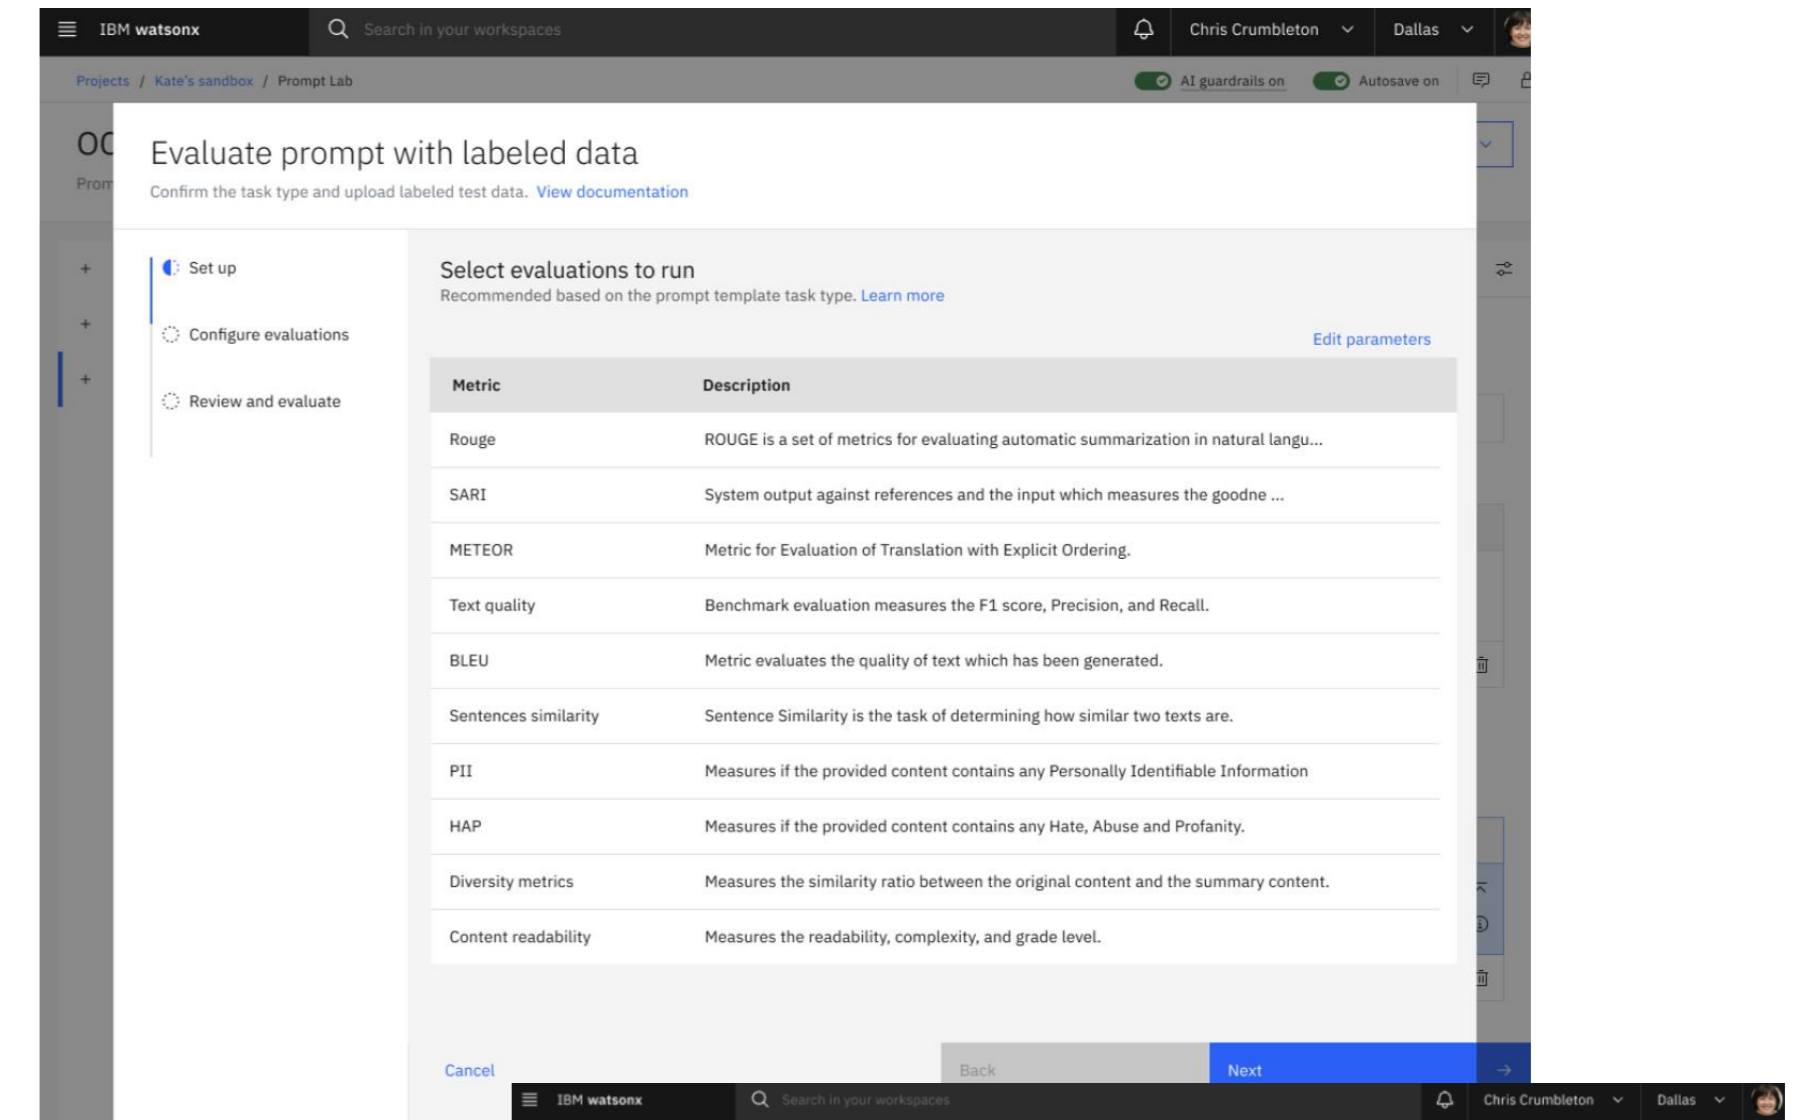 IBM watsonx
Search in your workspaces
Chris Crumbleton
Dallas
Projects / Kate's sandbox / Prompt Lab
AI guardrails on
Autosave on
Prom
Evaluate prompt with labeled data
Confirm the task type and upload labeled test data. View documentation
Set up
Configure evaluations
Review and evaluate
Select evaluations to run
Recommended based on the prompt template task type. Learn more
Edit parameters
Metric Description
Rouge ROUGE is a set of metrics for evaluating automatic summarization in natural langu...
SARI System output against references and the input which measures the goodne ...
METEOR Metric for Evaluation of Translation with Explicit Ordering.
Text quality Benchmark evaluation measures the F1 score, Precision, and Recall.
BLEU Metric evaluates the quality of text which has been generated.
Sentences similarity Sentence Similarity is the task of determining how similar two texts are.
PII Measures if the provided content contains any Personally Identifiable Information
HAP Measures if the provided content contains any Hate, Abuse and Profanity.
Diversity metrics Measures the similarity ratio between the original content and the summary content.
Content readability Measures the readability, complexity, and grade level.
Cancel
Back
Next
IBM watsonx
Search in your workspaces
Chris Crumbleton
Dallas